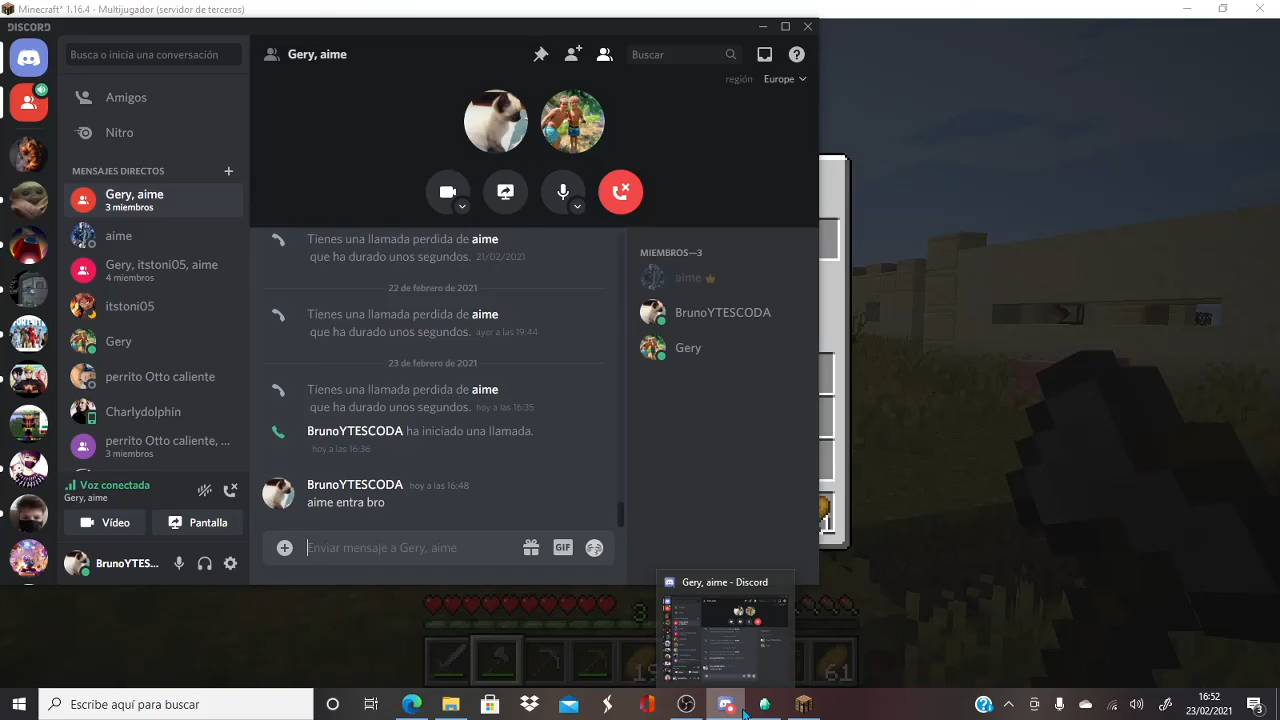 Minecraft* 1.16.4 - Multijugador (servidor de terceros)
DISCORD
Busca o inicia una conversación
Gery, aime
Buscar
región
Europe
Amigos
Nitro
MENSAJES DIRECTOS
Gery, aime
3 miembros
aime
Gery, itstoni05, aime
4 miembros
itstoni05
Gery
perrito Otto caliente
Charlydolphin
perrito Otto caliente, ...
3 miembros
Voz conectada
Gery, aime
Vídeo
Pantalla
BrunoYTES...
Tienes una llamada perdida de aime
que ha durado unos segundos. 21/02/2021
22 de febrero de 2021
Tienes una llamada perdida de aime
que ha durado unos segundos. ayer a las 19:44
23 de febrero de 2021
Tienes una llamada perdida de aime
que ha durado unos segundos. hoy a las 16:35
BrunoYTESCODA ha iniciado una llamada.
hoy a las 16:36
BrunoYTESCODA hoy a las 16:48
aime entra bro
Enviar mensaje a Gery, aime
GIF
MIEMBROS—3
aime
BrunoYTESCODA
Gery
Gery, aime - Discord
61
Escribe aquí para buscar
16:52
23/02/2021
3